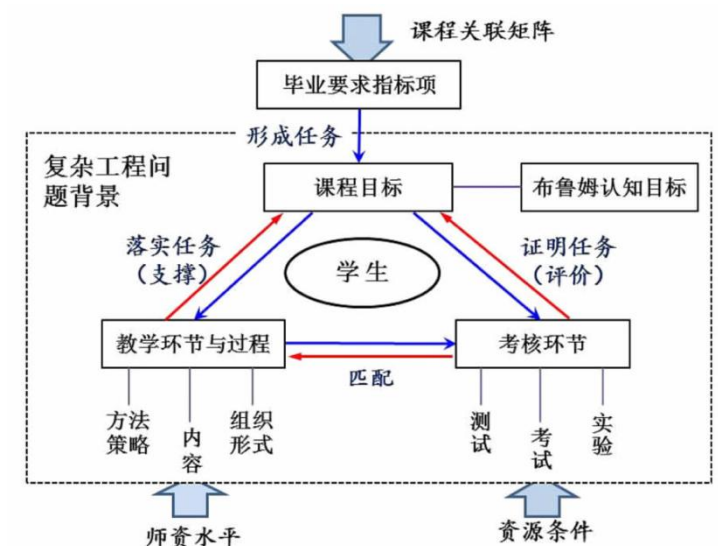 课程关联矩阵
毕业要求指标项
形成任务
复杂工程问
题背景
课程目标
布鲁姆认知目标
落实任务
（支撑）
学生
证明任务
（评价）
教学环节与过程
考核环节
匹配
方法
策略
内
容
组织
形式
测
试
考
试
实
验
师资水平
资源条件